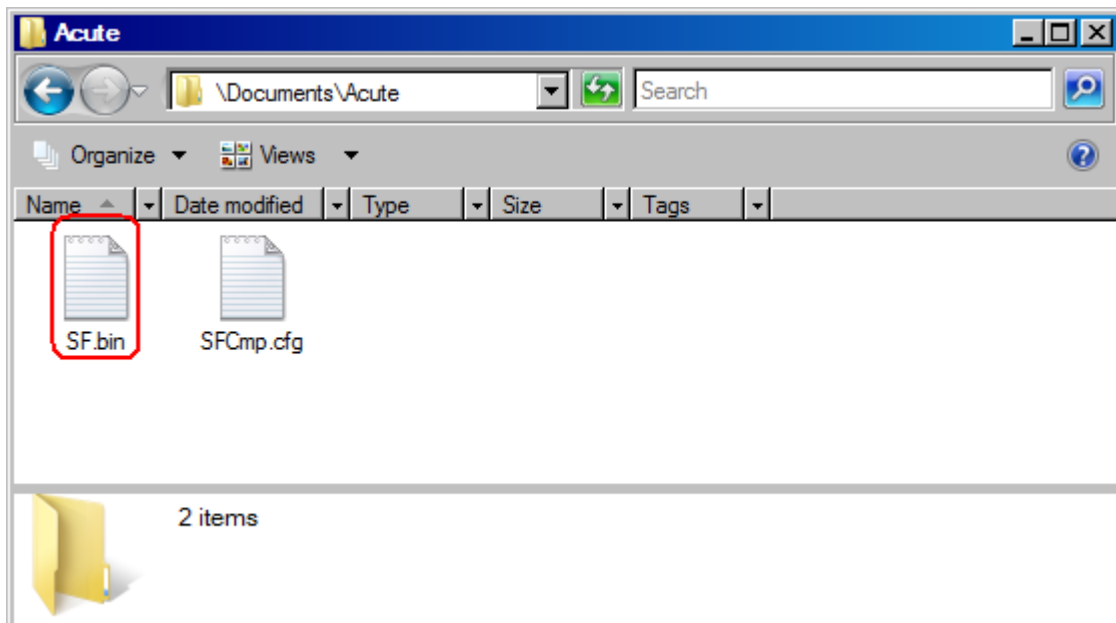 Acute
\Documents\Acute
Search
Organize
Views
Name
Date modified
Type
Size
Tags
SF.bin
SFCmp.cfg
2 items